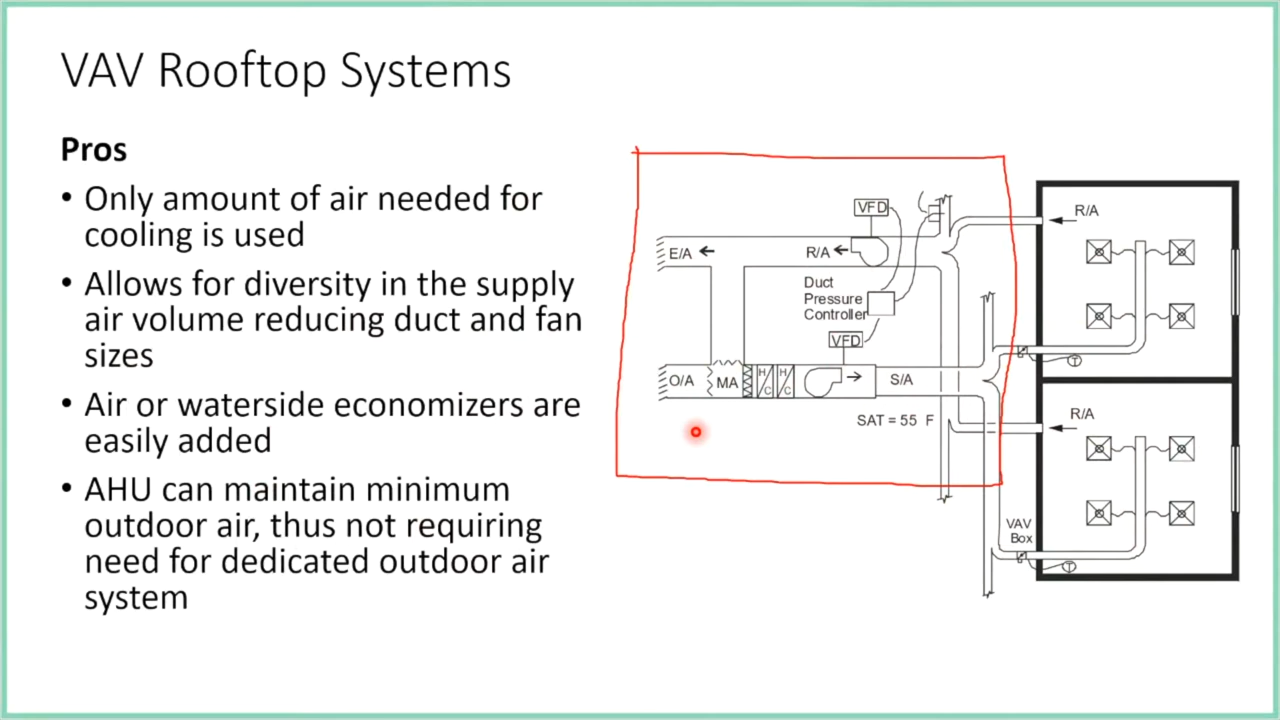 VAV Rooftop Systems
Pros
• Only amount of air needed for
cooling is used
• Allows for diversity in the supply
air volume reducing duct and fan
sizes
• Air or waterside economizers are
easily added
• AHU can maintain minimum
outdoor air, thus not requiring
need for dedicated outdoor air
system
VFD
R/A
E/A
R/A
Duct
Pressure
Controller
VFD
O/A
MA
H
C
H
C
S/A
T
SAT = 55 F
R/A
VAV
Box
T